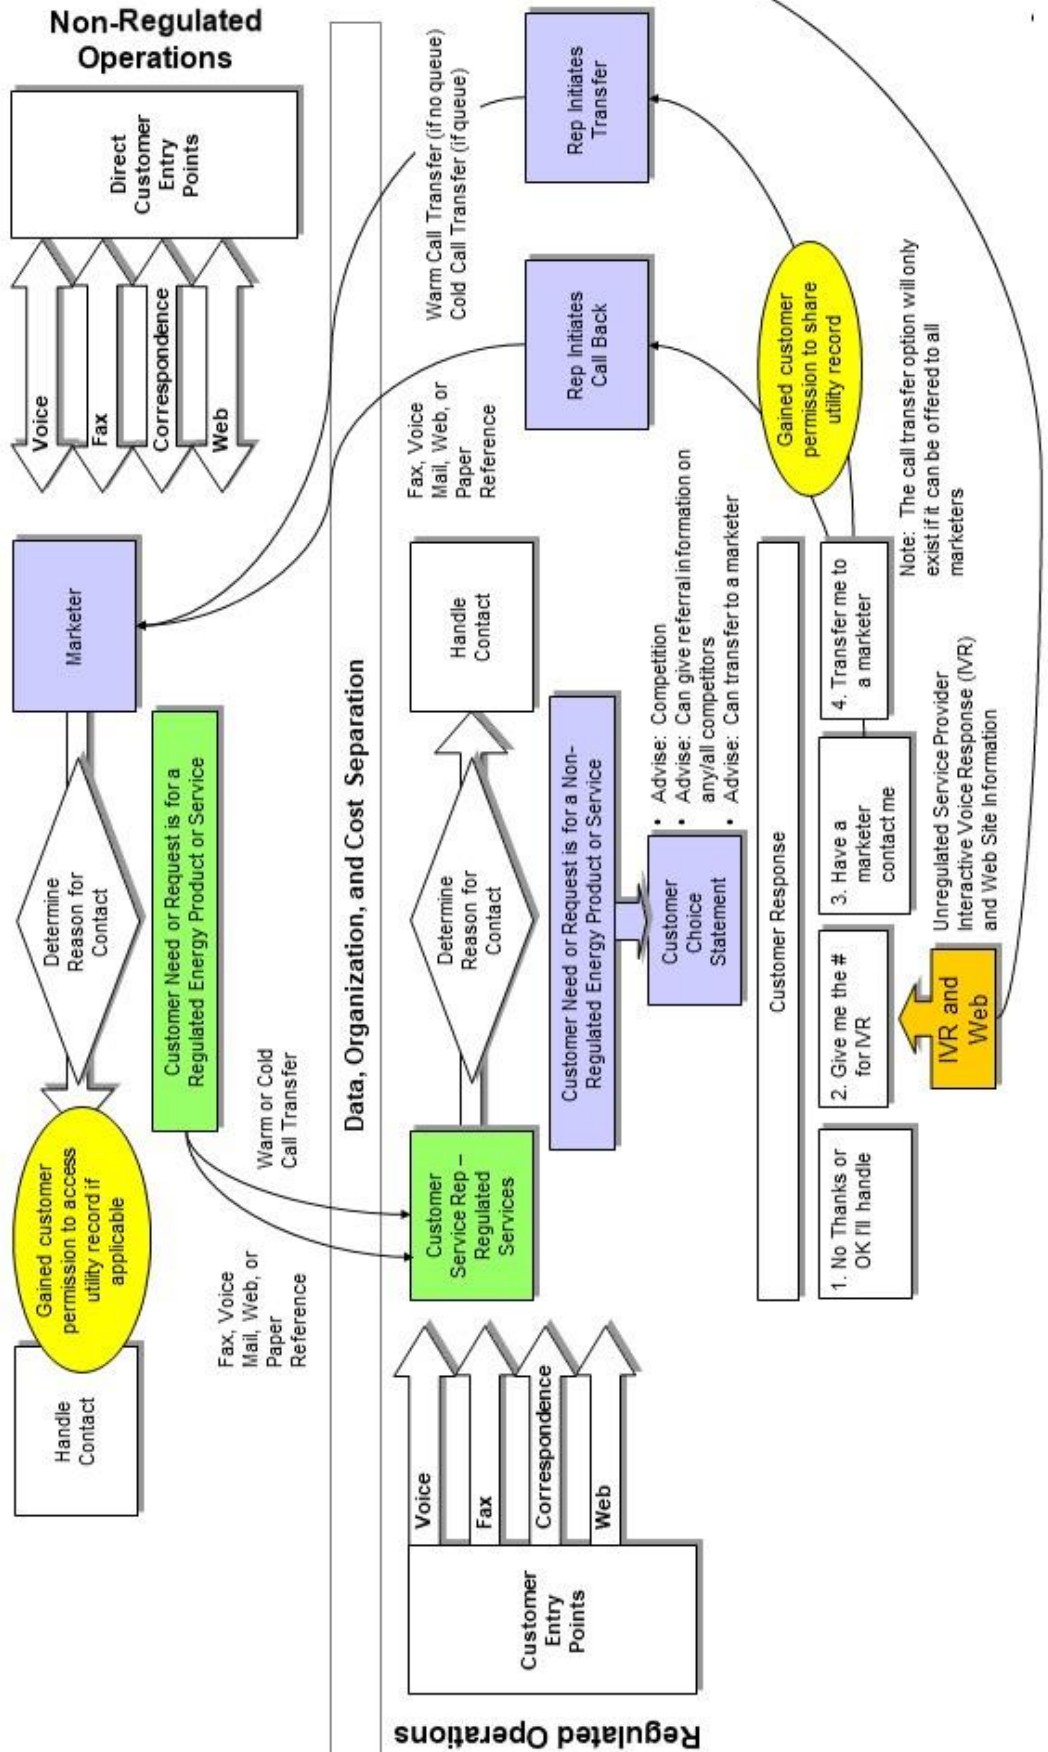 Non-Regulated
Operations
Handle
Contact
Gained customer
permission to access
utility record if
applicable
Determine
Reason for
Contact
Marketer
Voice
Fax
Correspondence
Web
Direct
Customer
Entry
Points
Customer Need or Request is for a
Regulated Energy Product or Service
Fax, Voice
Mail, Web, or
Paper
Reference
Warm or Cold
Call Transfer
Data, Organization, and Cost Separation
Regulated Operations
Customer
Entry
Points
Voice
Fax
Correspondence
Web
Customer
Service Rep –
Regulated
Services
Determine
Reason for
Contact
Handle
Contact
Fax, Voice
Mail, Web, or
Paper
Reference
Warm Call Transfer (if no queue)
Cold Call Transfer (if queue)
Customer Need or Request is for a Non-
Regulated Energy Product or Service
Rep Initiates
Call Back
Rep Initiates
Transfer
Customer
Choice
Statement
• Advise: Competition
• Advise: Can give referral information on
any/all competitors
• Advise: Can transfer to a marketer
Customer Response
1. No Thanks or
OK I'll handle
2. Give me the #
for IVR
3. Have a
marketer
contact me
4. Transfer me to
a marketer
Gained customer
permission to share
utility record
Note: The call transfer option will only
exist if it can be offered to all
marketers
IVR and
Web
Unregulated Service Provider
Interactive Voice Response (IVR)
and Web Site Information